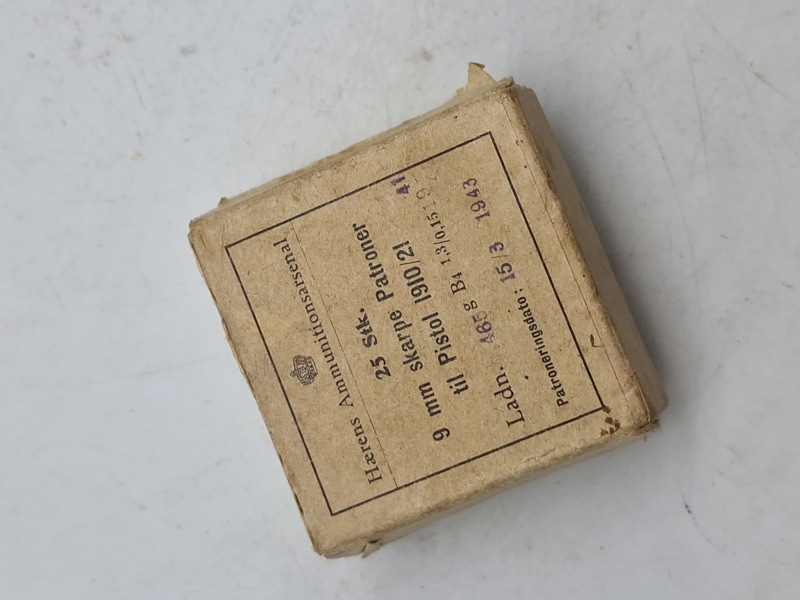 Hærens Ammunitionsarsenal.
25 Stk.
9 mm skarpe Patroner
til Pistol 1910/21
Ladn. g B4 1,3/0,15 19 41
Patroneringsdato: 15/3 1943